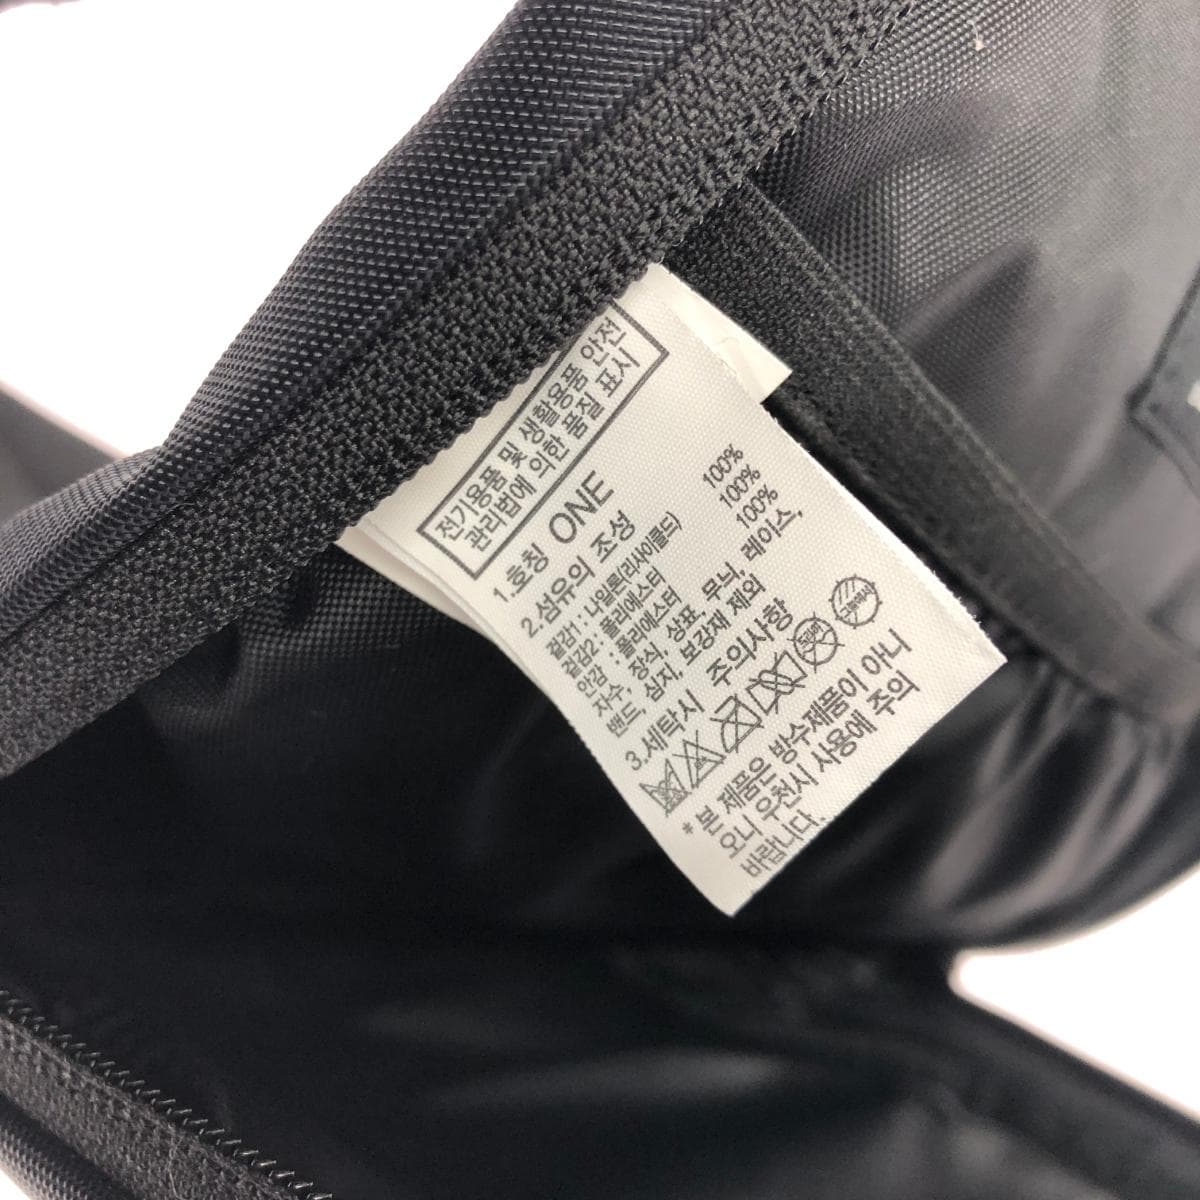 전기용품 및 생활용품 안전
관리법에 의한 품질 표시
1.호칭 ONE
2.섬유의 조성
겉감1 : 나일론(리사이클드) 100%
겉감2: 폴리에스터 100%
안감 : 폴리에스터 100%
자수, 장식, 상표, 무늬, 레이스,
밴드, 심지, 보강재 제외
3.세탁시 주의사항
* 본 제품은 방수제품이 아니
오니 우천시 사용에 주의
바랍니다.